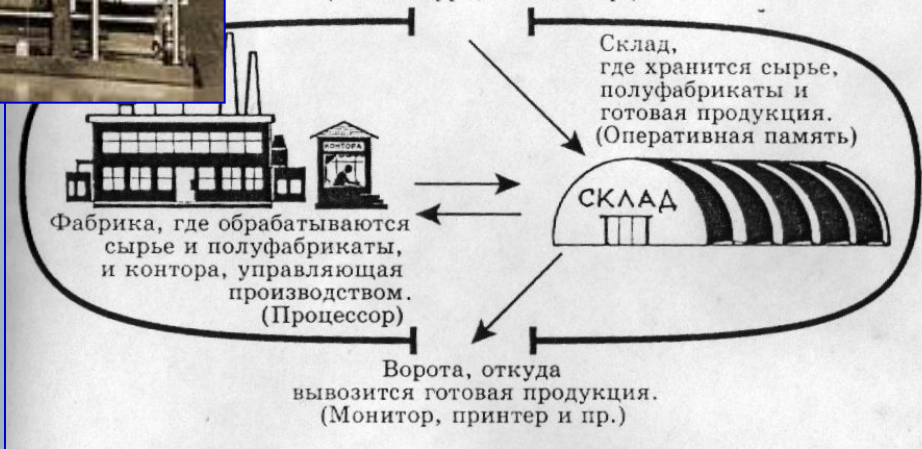 Склад,
где хранится сырье,
полуфабрикаты и
готовая продукция.
(Оперативная память)
КОНТОРА
СКЛАД
Фабрика, где обрабатываются
сырье и полуфабрикаты,
и контора, управляющая
производством.
(Процессор)
Ворота, откуда
вывозится готовая продукция.
(Монитор, принтер и пр.)